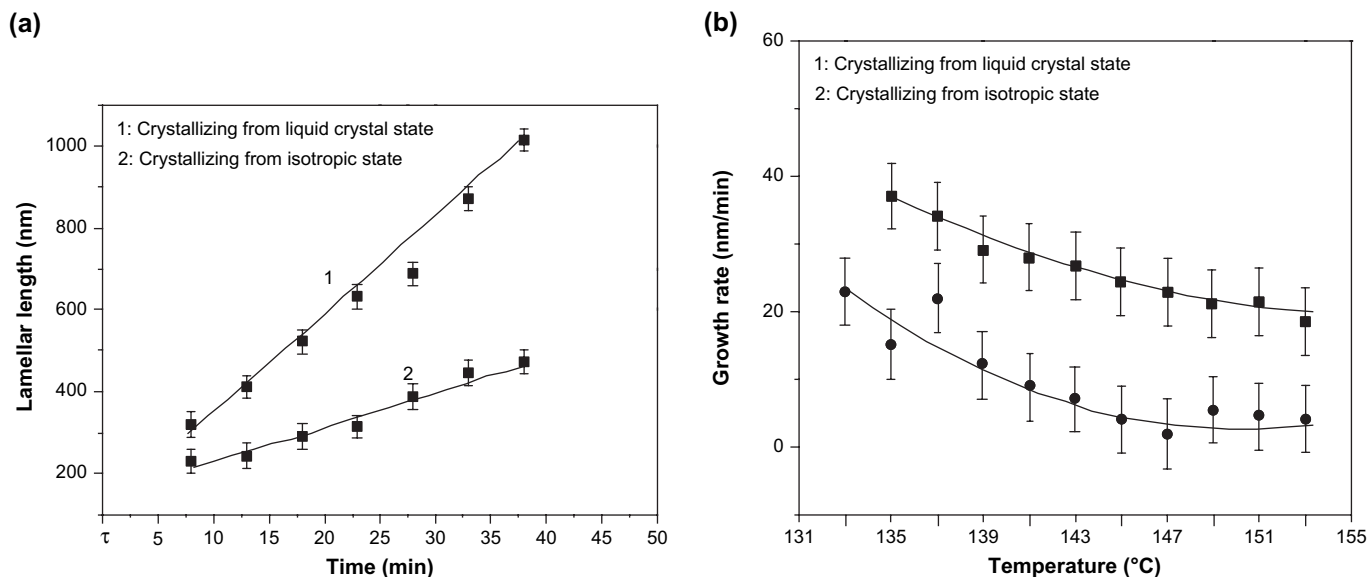 (a)
1: Crystallizing from liquid crystal state
2: Crystallizing from isotropic state
Lamellar length (nm)
1000
800
600
400
200
1
2
τ 5 10 15 20 25 30 35 40 45 50
Time (min)
(b)
1: Crystallizing from liquid crystal state
2: Crystallizing from isotropic state
Growth rate (nm/min)
60
40
20
0
131 135 139 143 147 151 155
Temperature (°C)